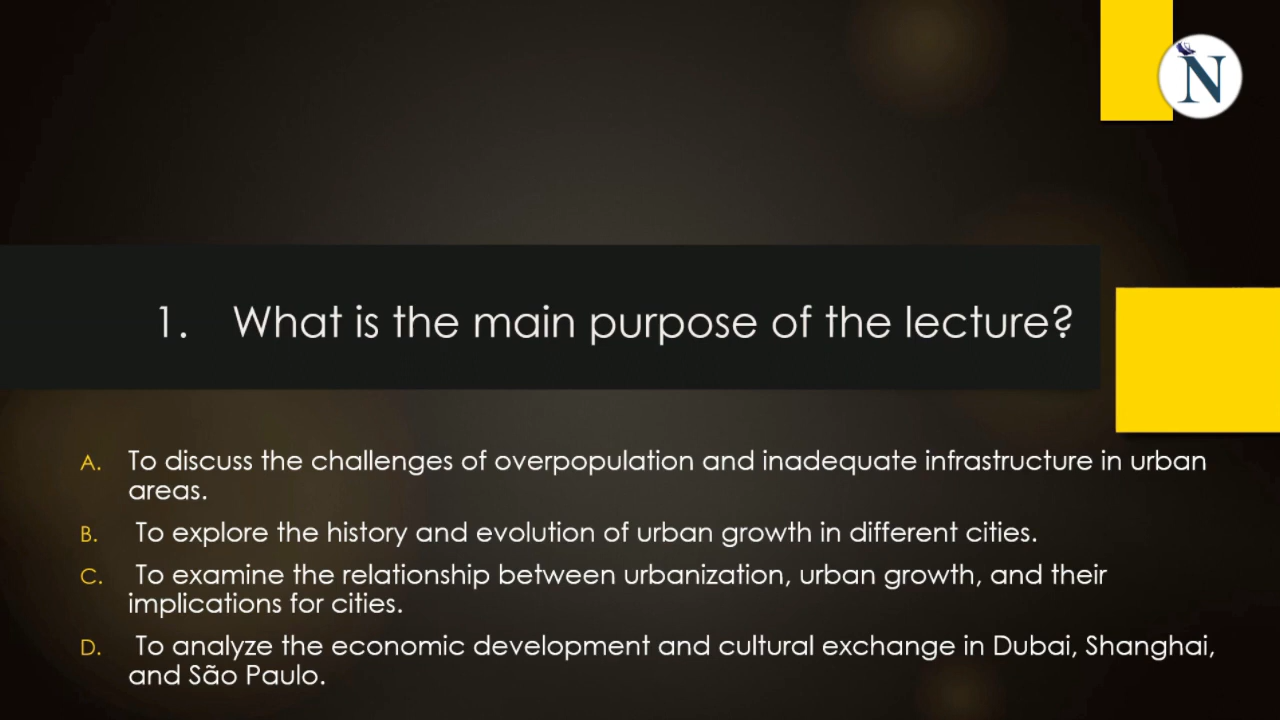 N
1. What is the main purpose of the lecture?
A. To discuss the challenges of overpopulation and inadequate infrastructure in urban
areas.
B. To explore the history and evolution of urban growth in different cities.
C. To examine the relationship between urbanization, urban growth, and their
implications for cities.
D. To analyze the economic development and cultural exchange in Dubai, Shanghai,
and São Paulo.